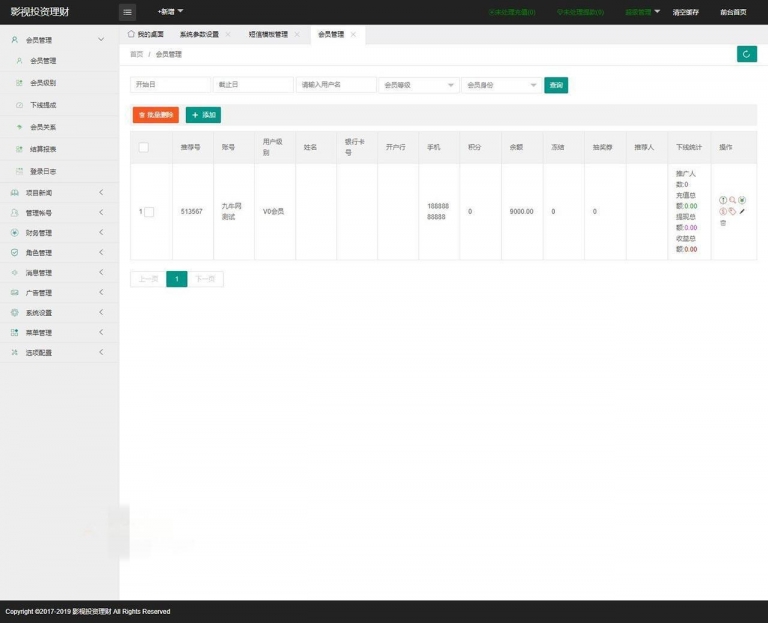 影视投资理财
+新增
未处理充值(0)
未处理提款(0)
超级管理
清空缓存
前台首页
会员管理
会员管理
会员级别
下线提成
会员关系
结算报表
登录日志
项目新闻
管理帐号
财务管理
角色管理
消息管理
广告管理
系统设置
菜单管理
选项配置
我的桌面
系统参数设置
短信模板管理
会员管理
首页 / 会员管理
开始日
截止日
请输入用户名
会员等级
会员身份
查询
批量删除
+ 添加
推荐号
账号
用户级
别
姓名
银行卡
号
开户行
手机
积分
余额
冻结
抽奖券
推荐人
下线统计
操作
1
513567
九车网
测试
V0会员
188888
88888
0
9000.00
0
0
推广人
数:0
充值总
额:0.00
提现总
额:0.00
收益总
额:0.00
上一页
1
下一页
Copyright ©2017-2019 影视投资理财 All Rights Reserved